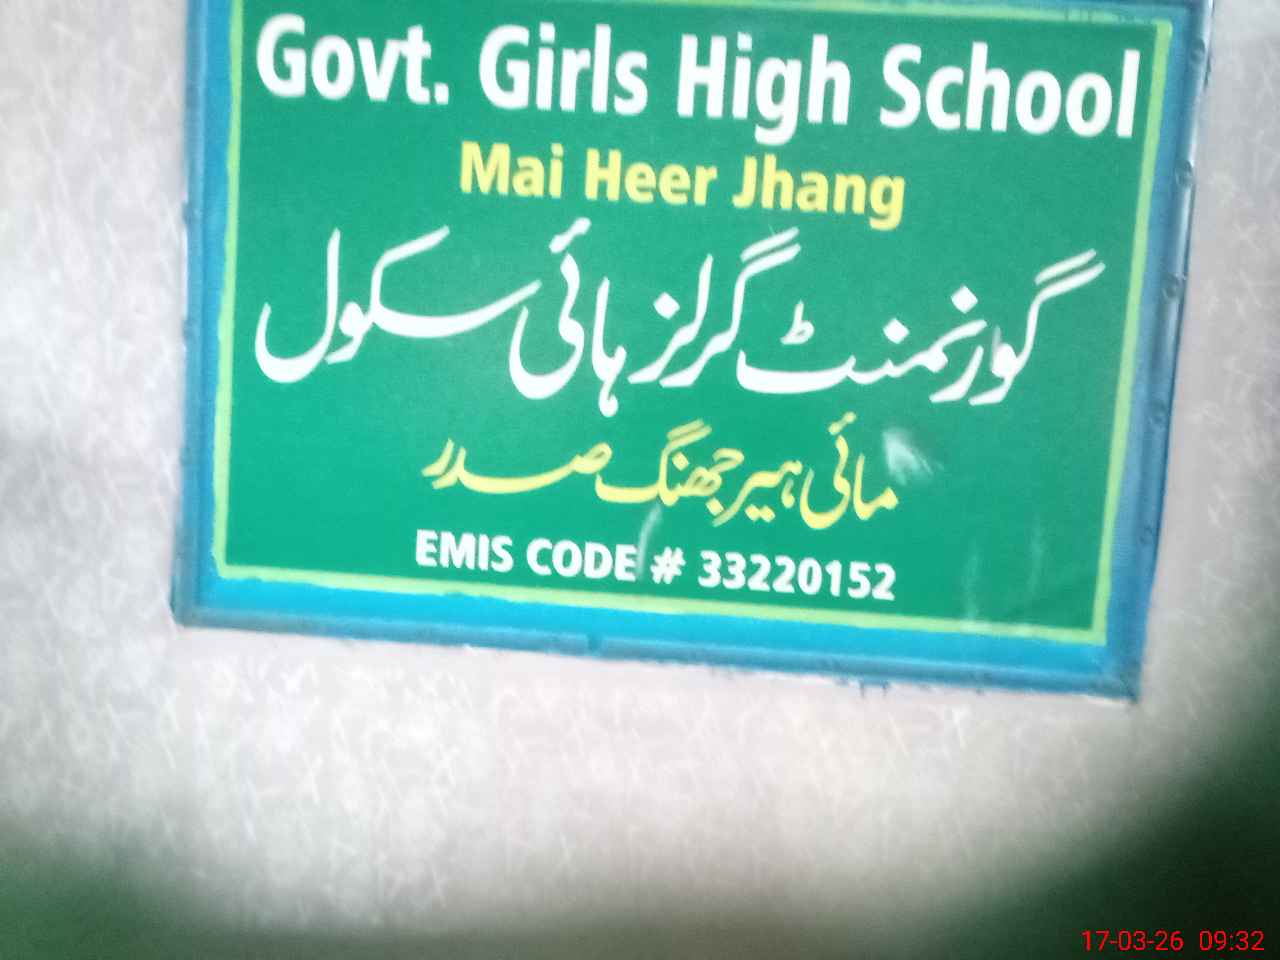 Govt. Girls High School
Mai Heer Jhang
گورنمنٹ گرلز ہائی سکول
مائی ہیر جھنگ صدر
EMIS CODE # 33220152
17-03-26 09:32